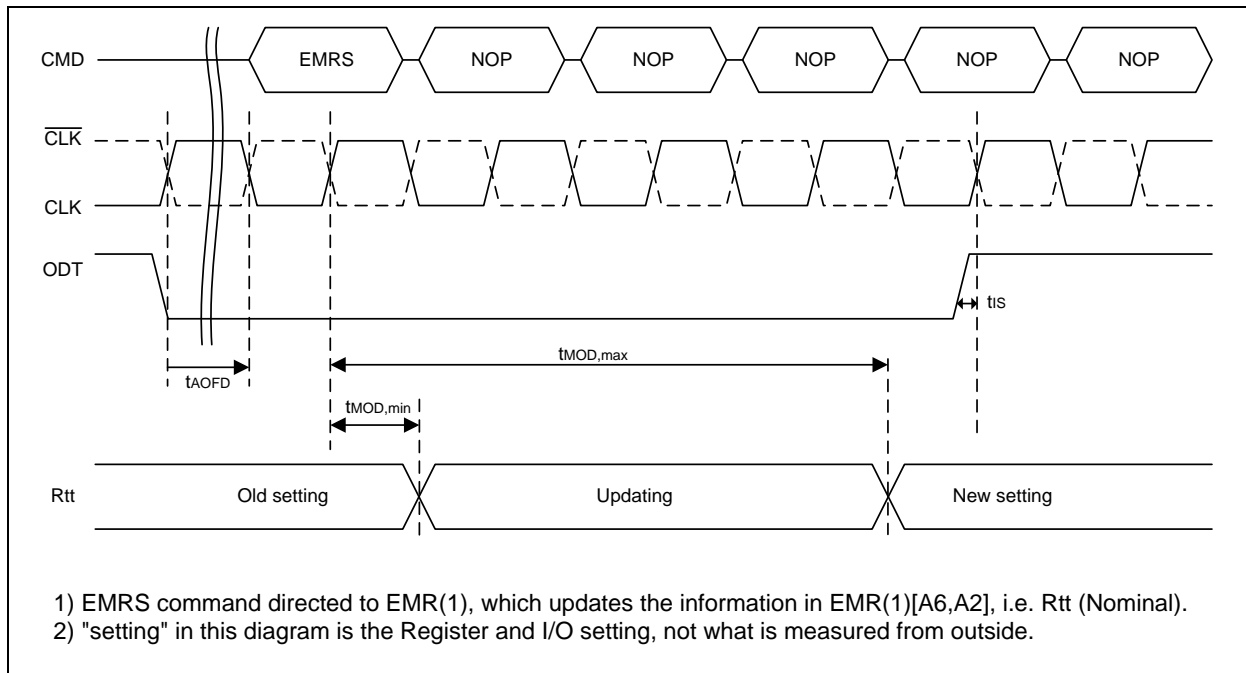 CMD EMRS NOP NOP NOP NOP NOP
CLK
CLK
ODT
tIS
tMOD,max
tAOFD
tMOD,min
Rtt Old setting Updating New setting
1) EMRS command directed to EMR(1), which updates the information in EMR(1)[A6,A2], i.e. Rtt (Nominal).
2) "setting" in this diagram is the Register and I/O setting, not what is measured from outside.